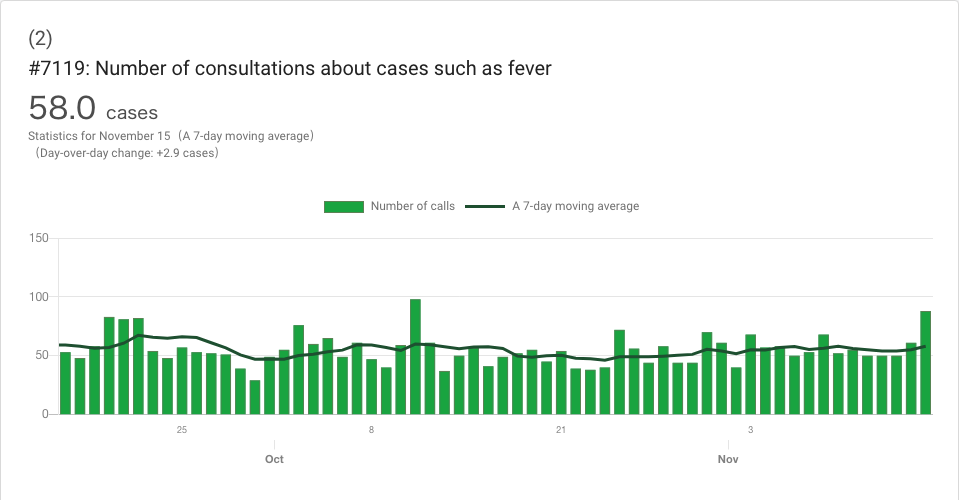 (2)
#7119: Number of consultations about cases such as fever
58.0 cases
Statistics for November 15（A 7-day moving average）
（Day-over-day change: +2.9 cases）
Number of calls A 7-day moving average
150
100
50
0
25 8 21 3
Oct Nov